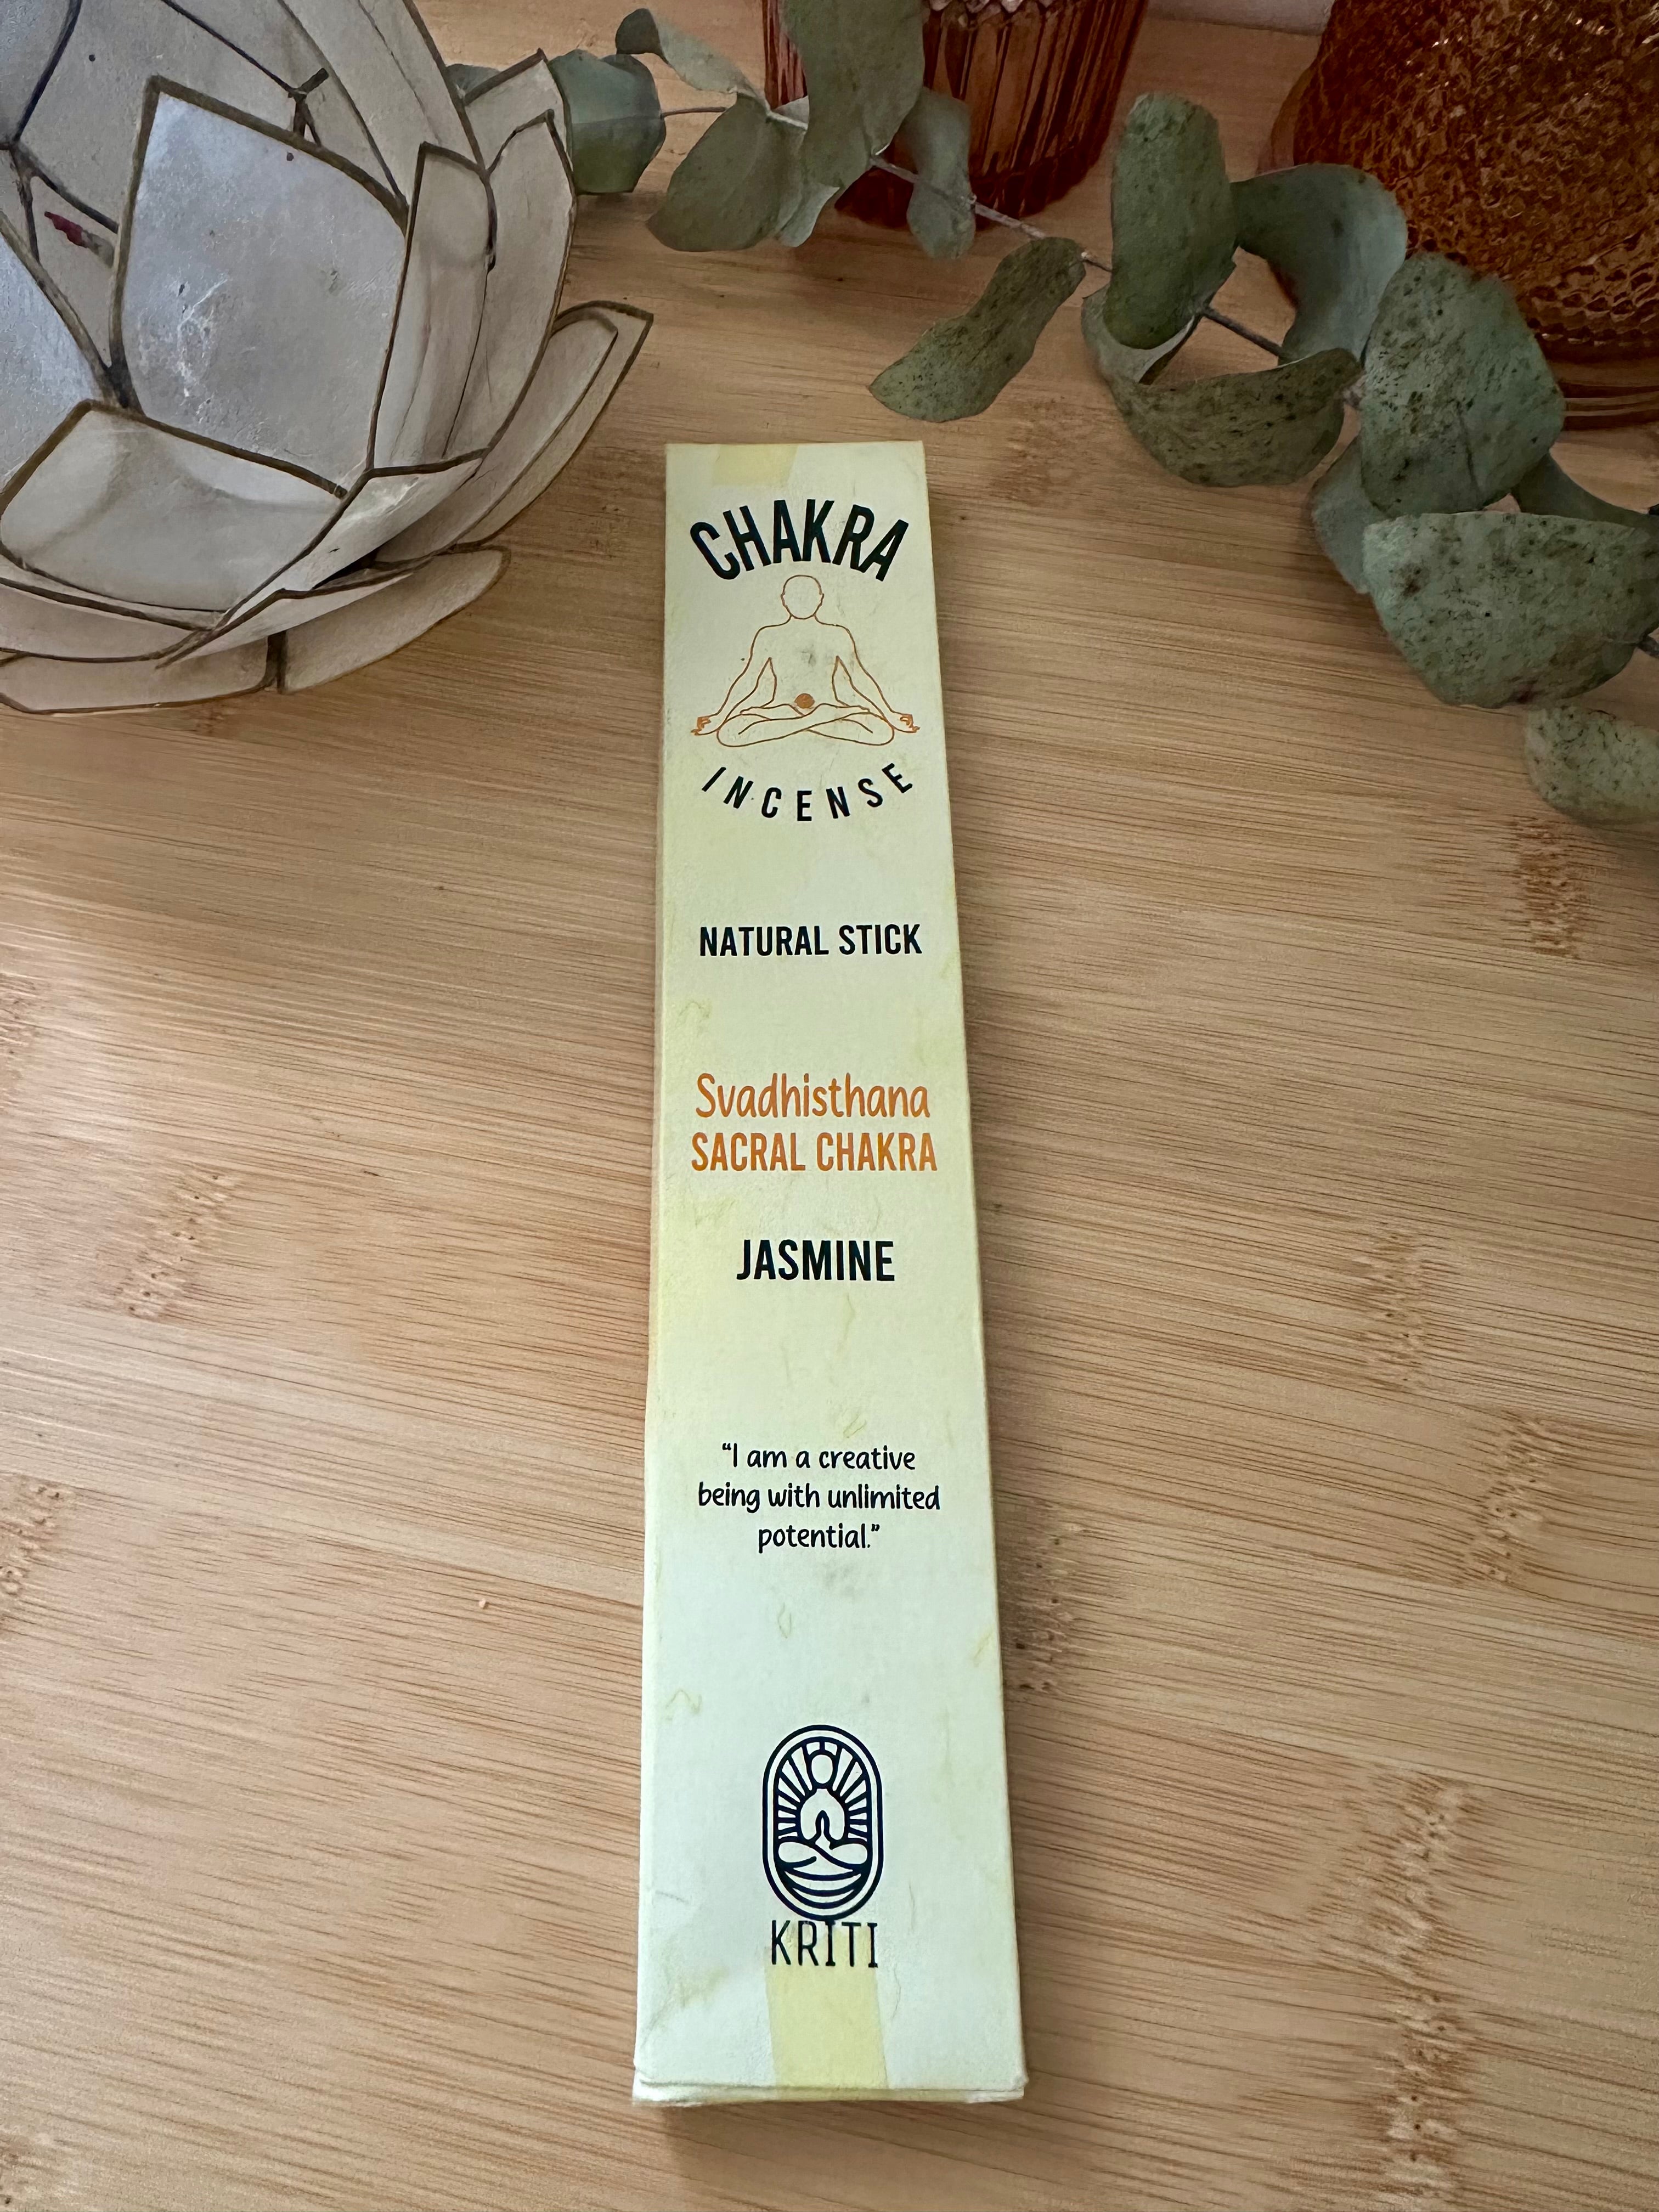 CHAKRA
INCENSE
NATURAL STICK
Svadhisthana
SACRAL CHAKRA
JASMINE
“I am a creative
being with unlimited
potential.”
KRITI